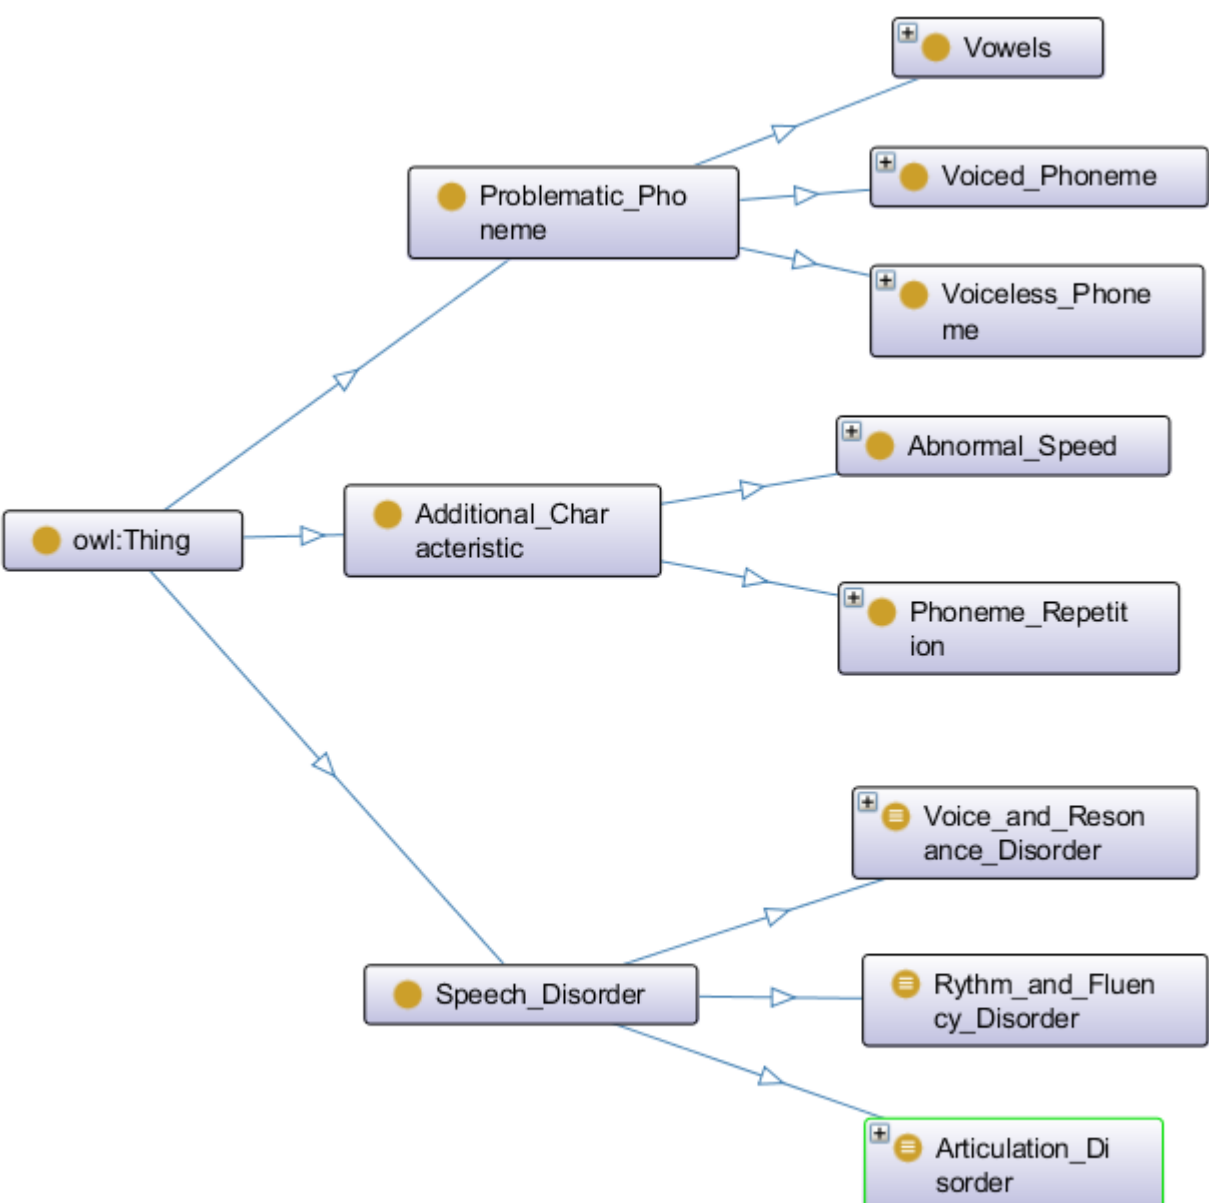 Vowels
Voiced_Phoneme
Problematic_Pho
neme
Voiceless_Phone
me
Abnormal_Speed
Additional_Char
acteristic
owl:Thing
Phoneme_Repetit
ion
Voice_and_Reson
ance_Disorder
Speech_Disorder
Rythm_and_Fluen
cy_Disorder
Articulation_Di
sorder